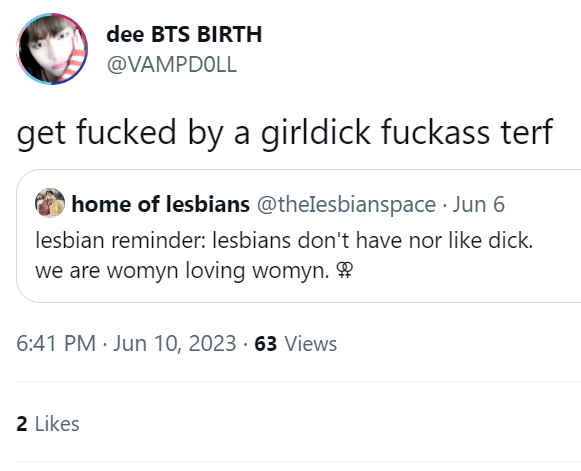 dee BTS BIRTH
@VAMPD0LL
get fucked by a girldick fuckass terf
home of lesbians @theIesbianspace · Jun 6
lesbian reminder: lesbians don't have nor like dick.
we are womyn loving womyn. ⚢
6:41 PM · Jun 10, 2023 · 63 Views
2 Likes